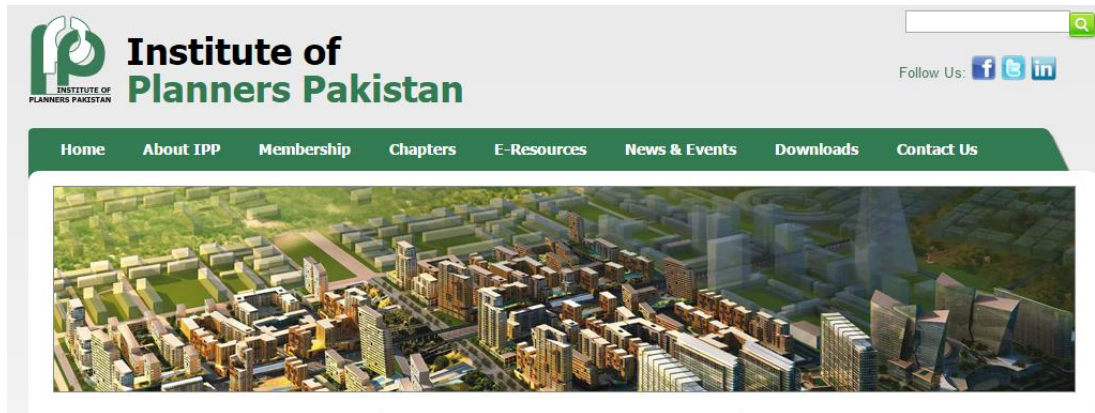 INSTITUTE OF
PLANNERS PAKISTAN
Institute of
Planners Pakistan
Follow Us:
Home About IPP Membership Chapters E-Resources News & Events Downloads Contact Us